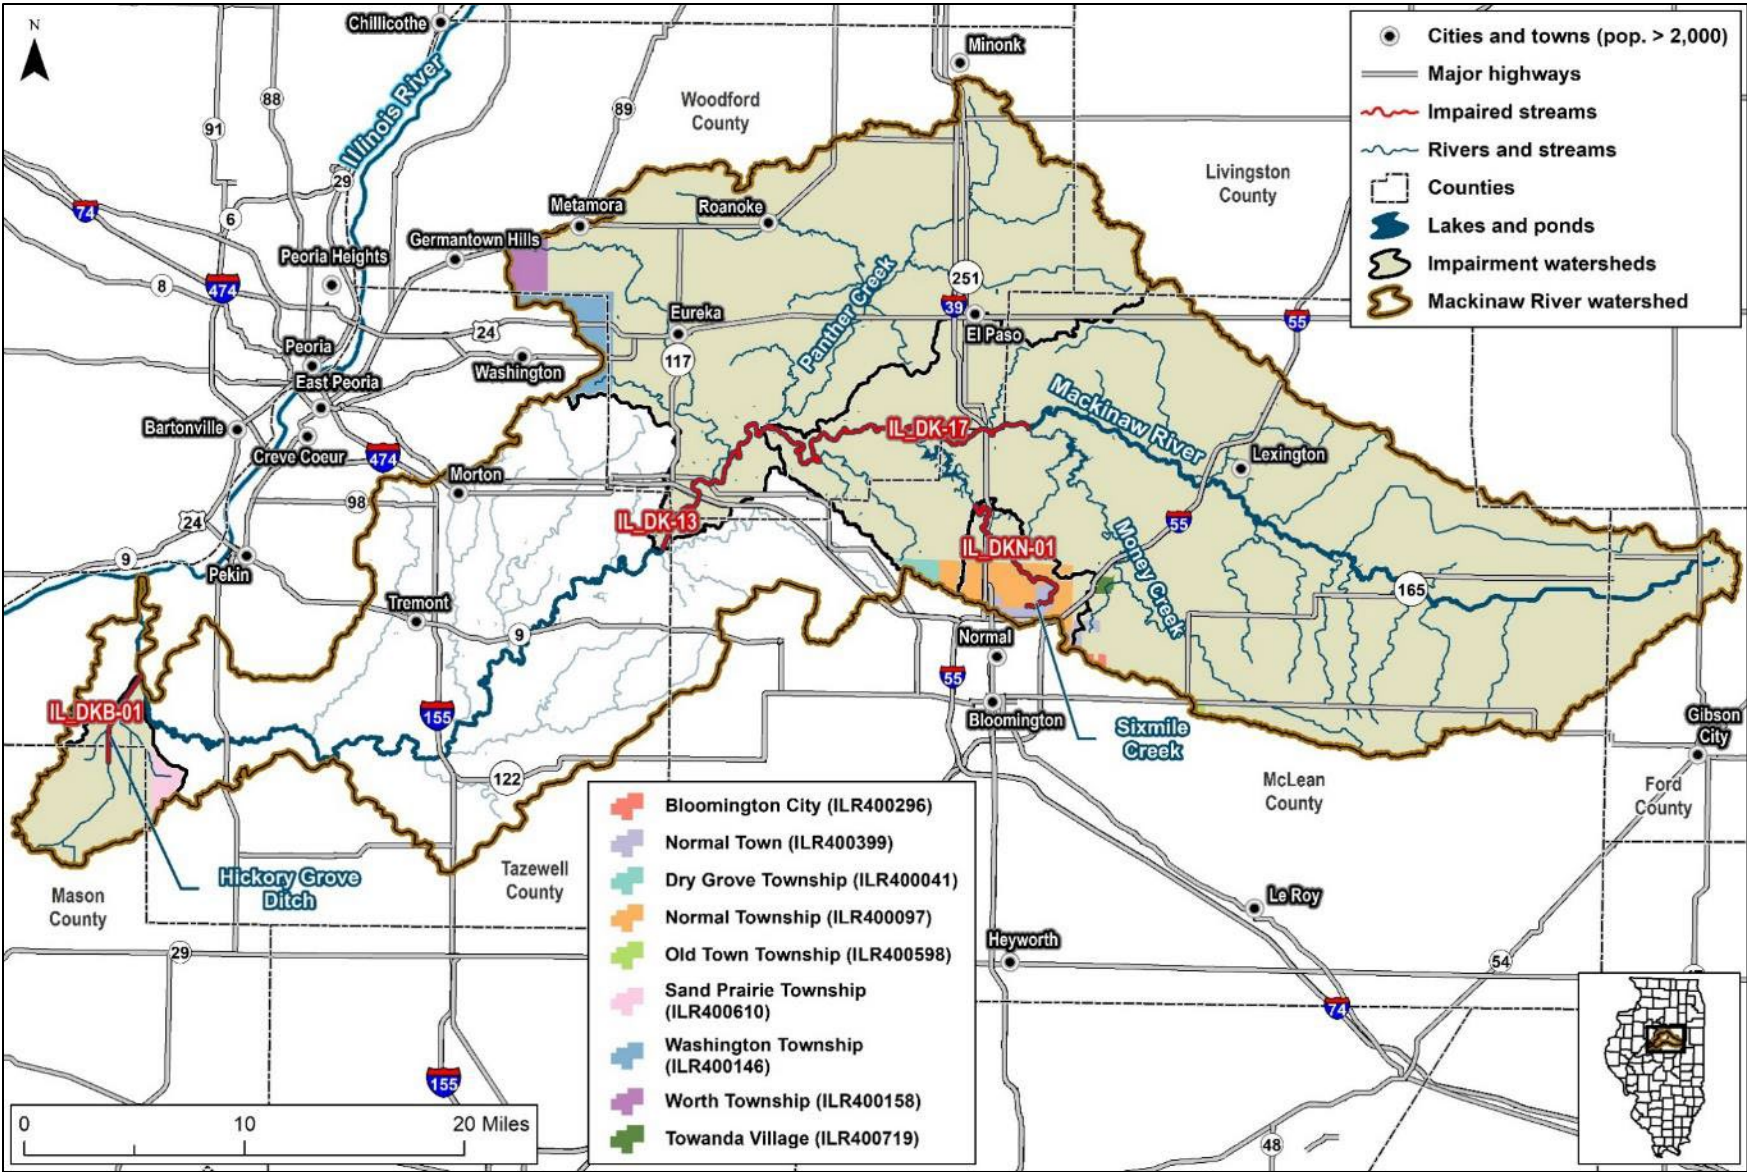 N
Chillicothe
Minonk
Illinois River
88
91
89
Woodford
County
Livingston
County
29
74
6
Metamora
Roanoke
Germantown Hills
Peoria Heights
8
474
251
39
Panther Creek
24
Eureka
El Paso
55
Peoria
117
Washington
East Peoria
Mackinaw River
Bartonville
IL_DK-17
Creve Coeur
474
Lexington
Morton
98
24
IL_DK-13
55
Money Creek
9
IL_DKN-01
Pekin
165
Tremont
9
Normal
55
IL_DKB-01
155
Bloomington
Sixmile
Creek
Gibson
City
122
McLean
County
Ford
County
Hickory Grove
Ditch
Tazewell
County
Mason
County
Le Roy
Heyworth
29
54
74
155
48
Cities and towns (pop. > 2,000)
Major highways
Impaired streams
Rivers and streams
Counties
Lakes and ponds
Impairment watersheds
Mackinaw River watershed
Bloomington City (ILR400296)
Normal Town (ILR400399)
Dry Grove Township (ILR400041)
Normal Township (ILR400097)
Old Town Township (ILR400598)
Sand Prairie Township
(ILR400610)
Washington Township
(ILR400146)
Worth Township (ILR400158)
Towanda Village (ILR400719)
0 10 20 Miles